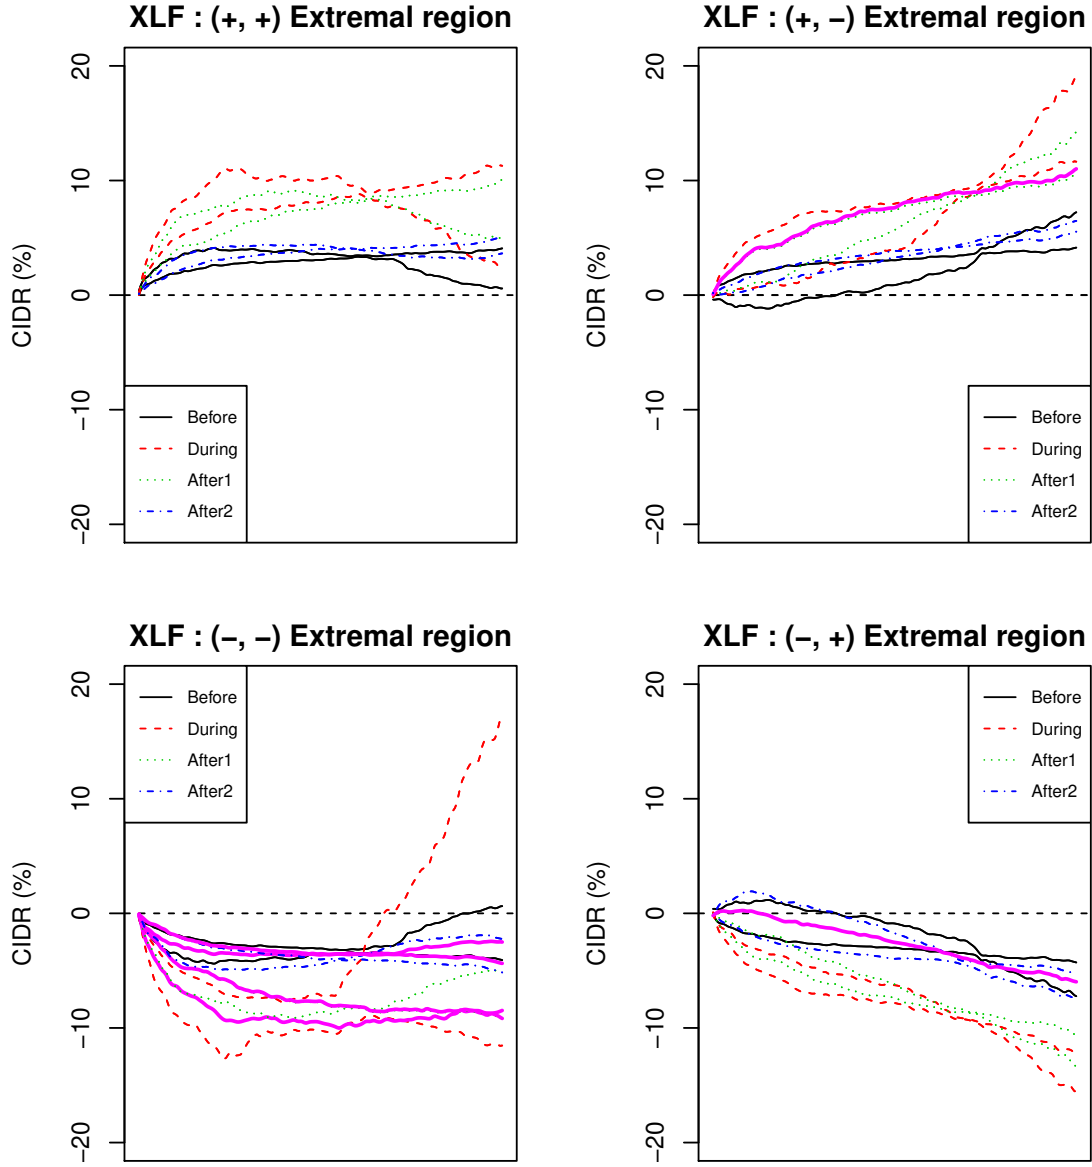 XLF : (+, +) Extremal region
CIDR (%)
20
10
0
−10
−20
Before
During
After1
After2
XLF : (+, −) Extremal region
CIDR (%)
20
10
0
−10
−20
Before
During
After1
After2
XLF : (−, −) Extremal region
CIDR (%)
20
10
0
−10
−20
Before
During
After1
After2
XLF : (−, +) Extremal region
CIDR (%)
20
10
0
−10
−20
Before
During
After1
After2